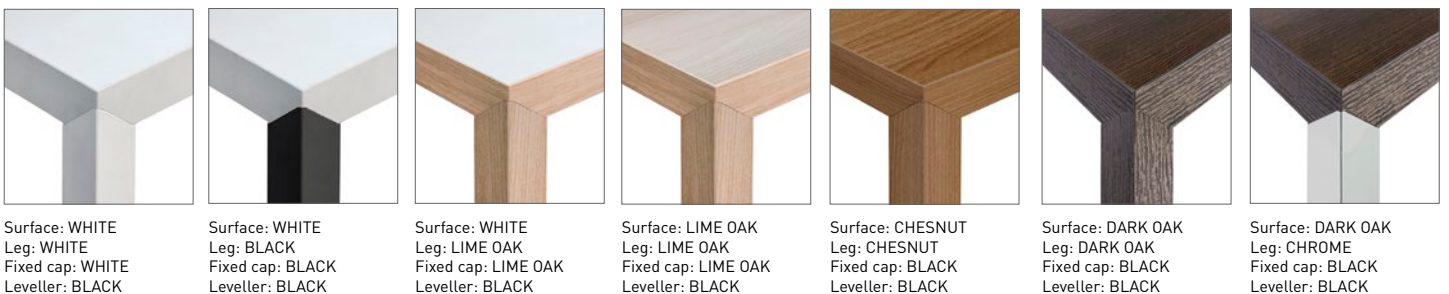 Surface: WHITE
Leg: WHITE
Fixed cap: WHITE
Leveller: BLACK
Surface: WHITE
Leg: BLACK
Fixed cap: BLACK
Leveller: BLACK
Surface: WHITE
Leg: LIME OAK
Fixed cap: LIME OAK
Leveller: BLACK
Surface: LIME OAK
Leg: LIME OAK
Fixed cap: LIME OAK
Leveller: BLACK
Surface: CHESNUT
Leg: CHESNUT
Fixed cap: BLACK
Leveller: BLACK
Surface: DARK OAK
Leg: DARK OAK
Fixed cap: BLACK
Leveller: BLACK
Surface: DARK OAK
Leg: CHROME
Fixed cap: BLACK
Leveller: BLACK